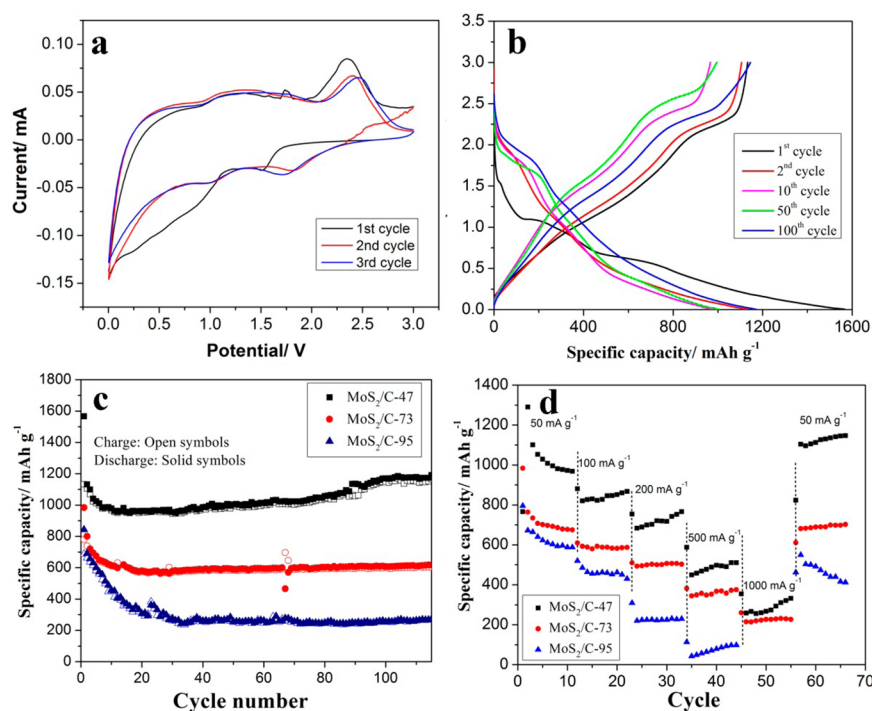 a
0.10
0.05
0.00
-0.05
-0.10
-0.15
Current/ mA
0.0 0.5 1.0 1.5 2.0 2.5 3.0
Potential/ V
1st cycle
2nd cycle
3rd cycle
b
3.5
3.0
2.5
2.0
1.5
1.0
0.5
0.0
0 400 800 1200 1600
Specific capacity/ mAh g-1
1st cycle
2nd cycle
10th cycle
50th cycle
100th cycle
c
1800
1600
1400
1200
1000
800
600
400
200
0
Specific capacity/ mAh g-1
0 20 40 60 80 100
Cycle number
MoS2/C-47
MoS2/C-73
MoS2/C-95
Charge: Open symbols
Discharge: Solid symbols
d
1400
1200
1000
800
600
400
200
0
Specific capacity/ mAh g-1
0 10 20 30 40 50 60 70
Cycle
50 mA g-1
100 mA g-1
200 mA g-1
500 mA g-1
1000 mA g-1
50 mA g-1
MoS2/C-47
MoS2/C-73
MoS2/C-95